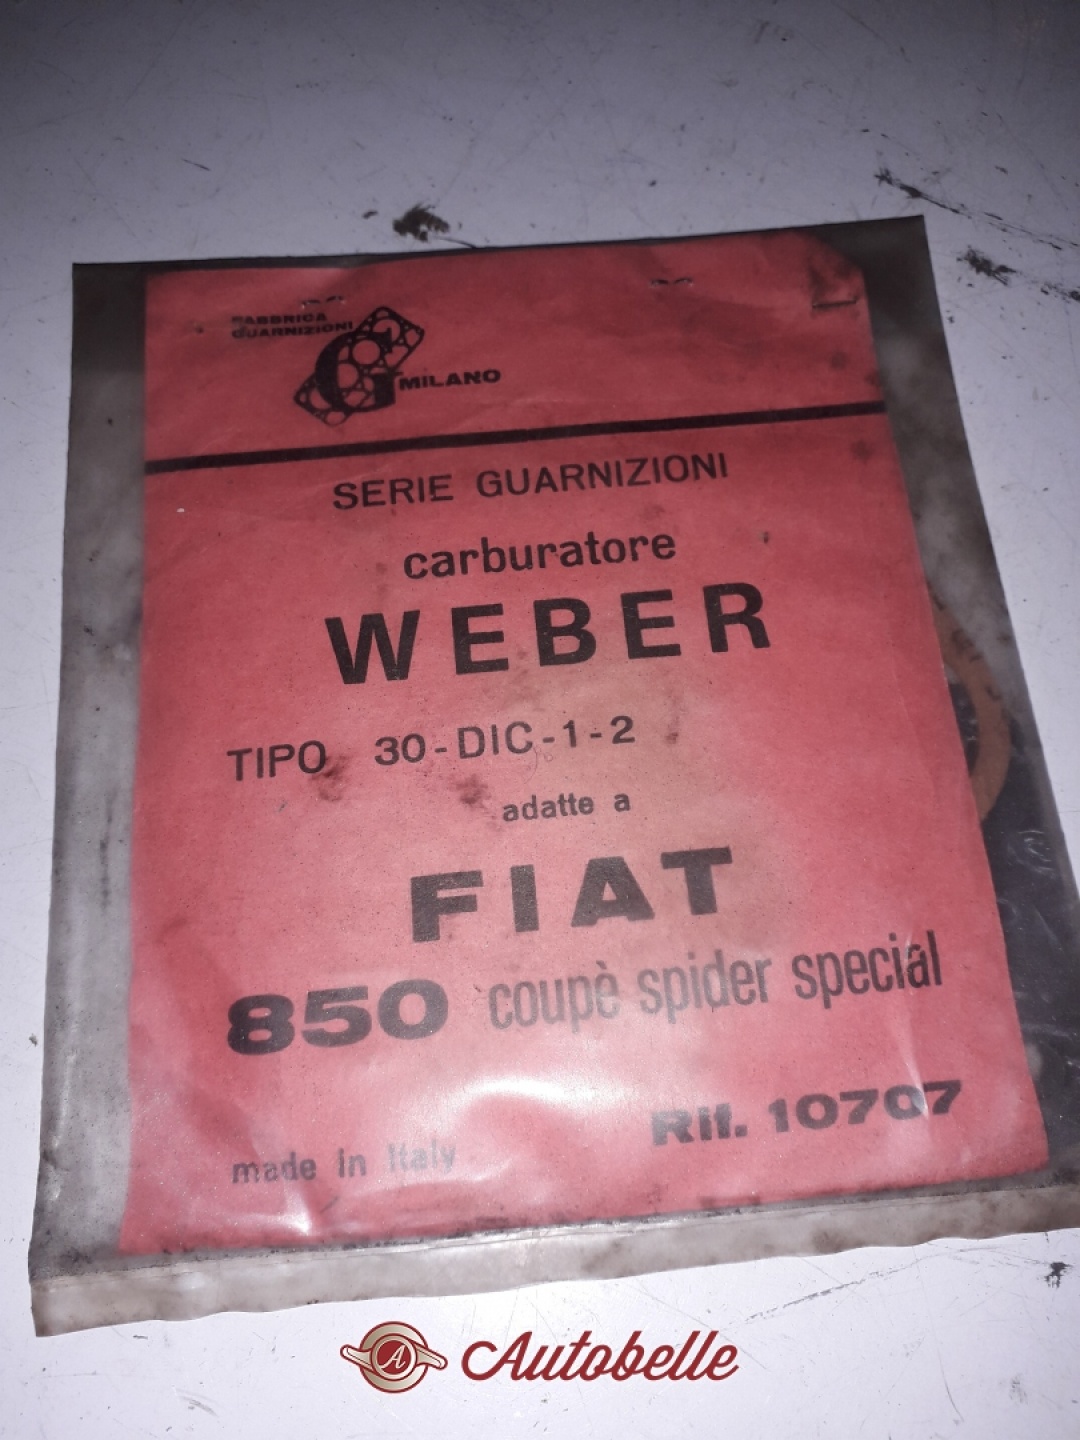 FABBRICA
GUARNIZIONI
G MILANO
SERIE GUARNIZIONI
carburatore
WEBER
TIPO 30-DIC-1-2
adatte a
FIAT
850 coupè spider special
Rif. 10707
made in Italy
A Autobelle